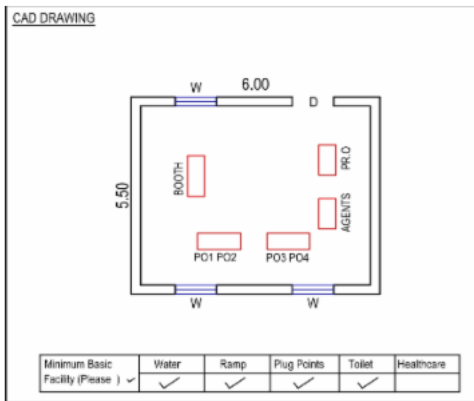 CAD DRAWING
W 6.00 D
5.50
BOOTH
PR.O
AGENTS
PO1 PO2 PO3 PO4
W W
Minimum Basic Water Ramp Plug Points Toilet Healthcare
Facility (Please ) ✓ ✓ ✓ ✓ ✓